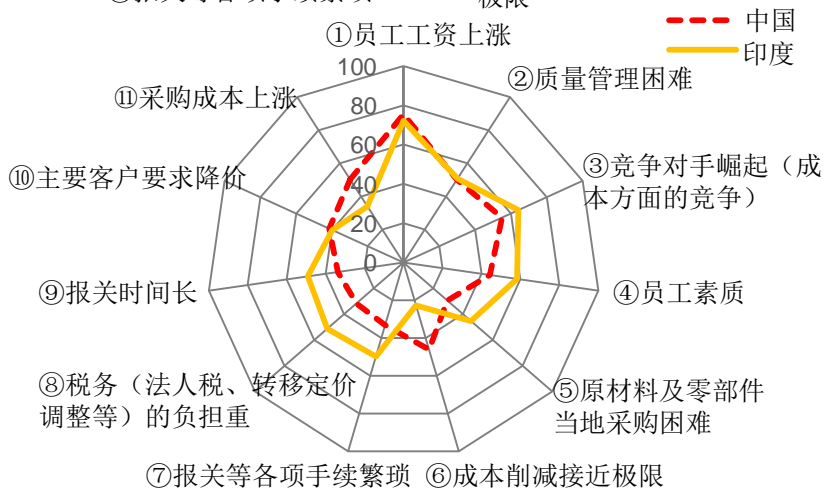 极限
中国
印度
①员工工资上涨
②质量管理困难
③竞争对手崛起（成
本方面的竞争）
④员工素质
⑤原材料及零部件
当地采购困难
⑥成本削减接近极限
⑦报关等各项手续繁琐
⑧税务（法人税、转移定价
调整等）的负担重
⑨报关时间长
⑩主要客户要求降价
⑪采购成本上涨
100
80
60
40
20
0